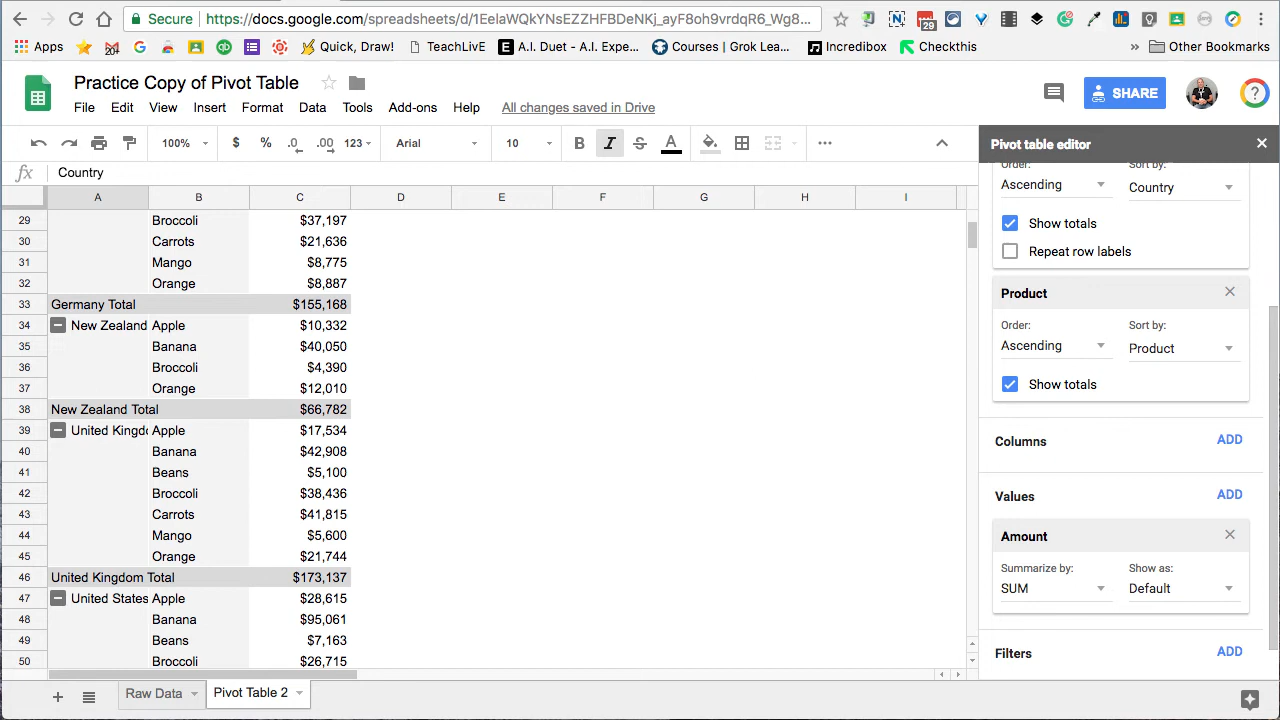 Secure
https://docs.google.com/spreadsheets/d/1ZelaWQkYNsEZZHFBDeNKj_ayF8oh9vrdqR6_Wg8...
29
Apps Quick, Draw! TeachLiVE A.I. Duet - A.I. Expe... Courses | Grok Lea... Incredibox Checkthis » Other Bookmarks
Practice Copy of Pivot Table
SHARE
File Edit View Insert Format Data Tools Add-ons Help All changes saved in Drive
100% $ % .0 .00 123 Arial 10 B I S A
fx Country
A B C D E F G H I
29 Broccoli $37,197
30 Carrots $21,636
31 Mango $8,775
32 Orange $8,887
33 Germany Total $155,168
34 New Zealand Apple $10,332
35 Banana $40,050
36 Broccoli $4,390
37 Orange $12,010
38 New Zealand Total $66,782
39 United Kingdo Apple $17,534
40 Banana $42,908
41 Beans $5,100
42 Broccoli $38,436
43 Carrots $41,815
44 Mango $5,600
45 Orange $21,744
46 United Kingdom Total $173,137
47 United States Apple $28,615
48 Banana $95,061
49 Beans $7,163
50 Broccoli $26,715
Pivot table editor
Order: Sort by:
Ascending Country
Show totals
Repeat row labels
Product
Order: Sort by:
Ascending Product
Show totals
Columns ADD
Values ADD
Amount
Summarize by: Show as:
SUM Default
Filters ADD
Raw Data Pivot Table 2